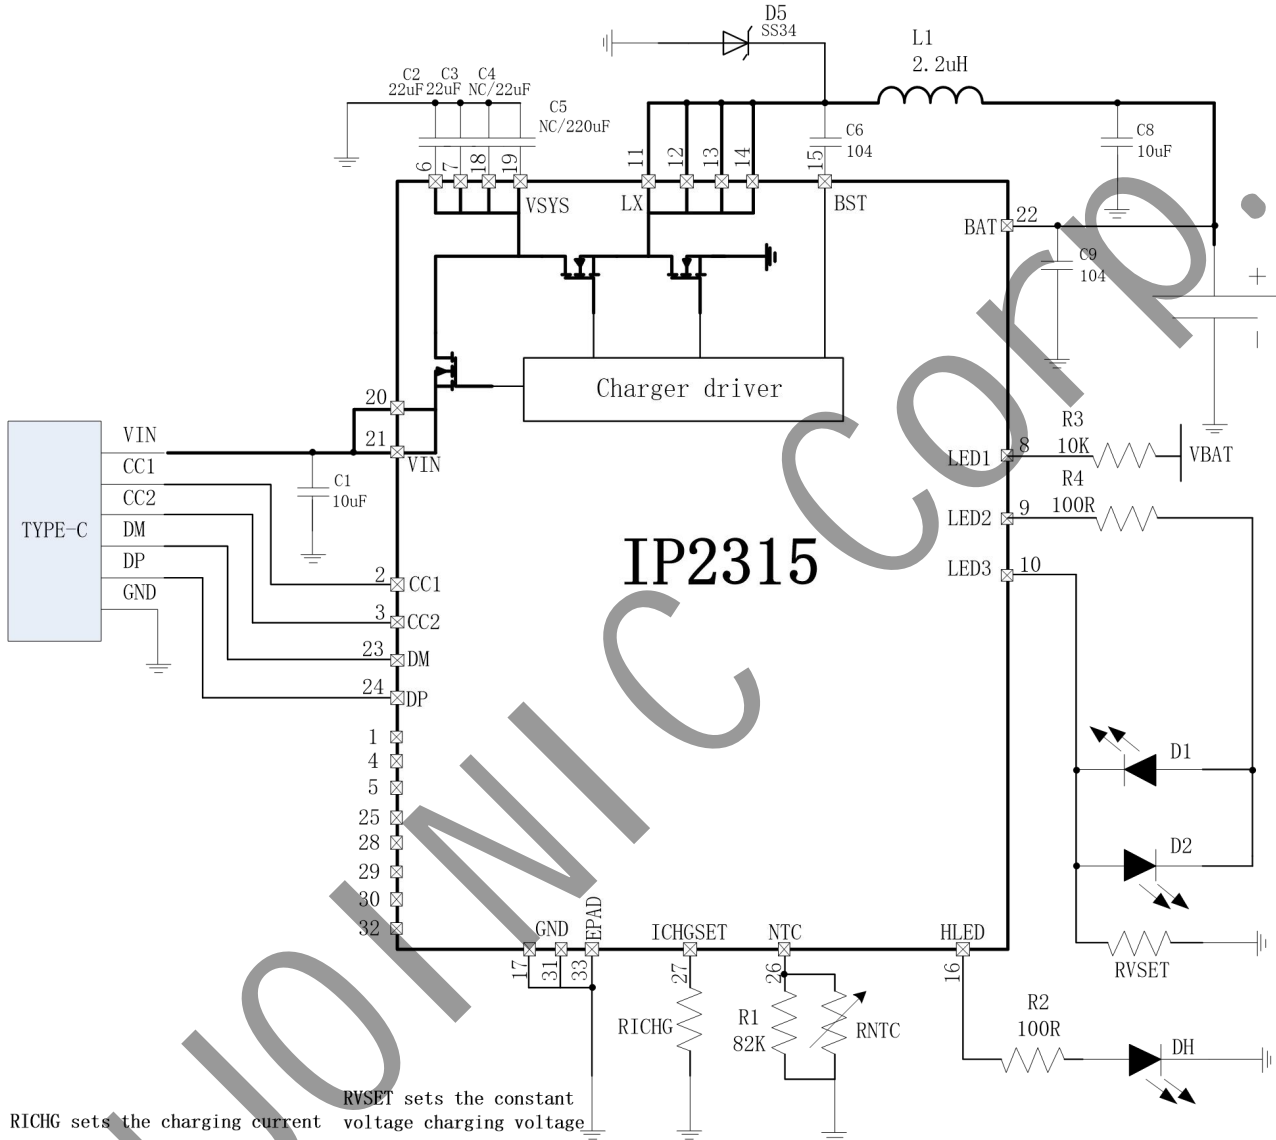 D5
SS34
L1
2.2uH
C2 C3 C4
22uF 22uF NC/22uF
C5
NC/220uF
C6
104
C8
10uF
6 7 18 19 11 12 13 14 15
VSYS LX BST
BAT 22
C9
104
+
-
Charger driver
20
21
VIN
TYPE-C
VIN
CC1
CC2
DM
DP
GND
C1
10uF
R3
10K
LED1 8
VBAT
R4
100R
LED2 9
LED3 10
IP2315
2 CC1
3 CC2
23 DM
24 DP
1
4
5
25
28
29
30
32
D1
D2
GND EPAD ICHGSET NTC HLED
17 31 33 27 26 16
RVSET
RICHG
R1
82K
RNTC
R2
100R
DH
RICHG sets the charging current
RVSET sets the constant
voltage charging voltage
Corp.